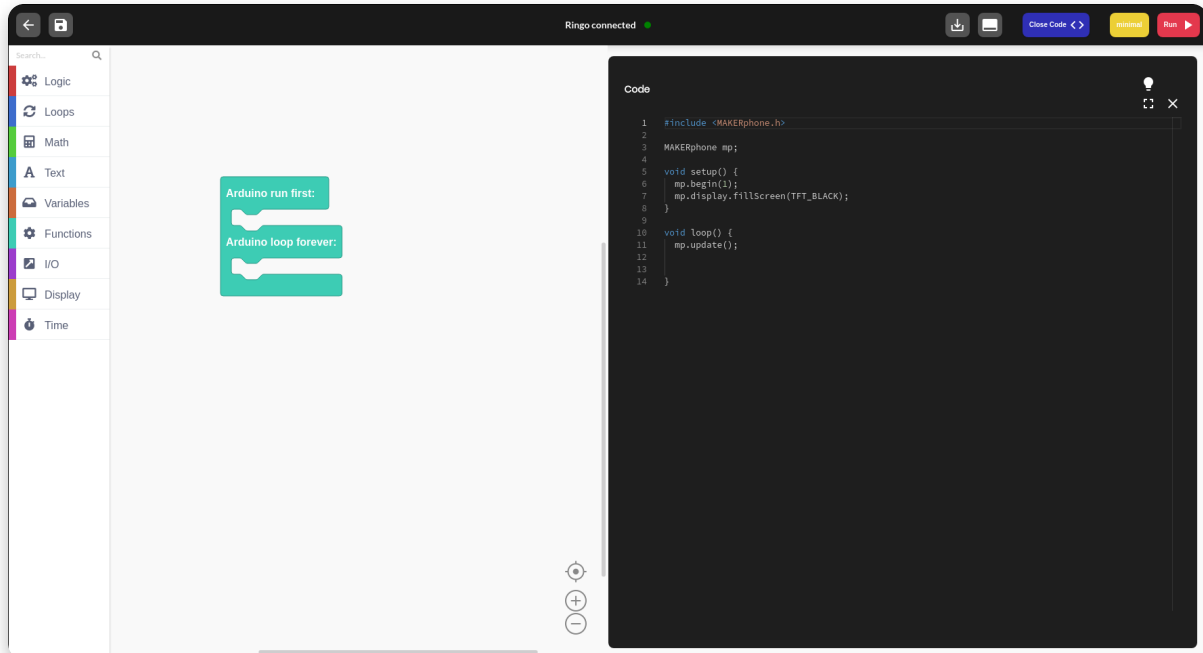 Ringo connected
Close Code
minimal
Run
Search...
Logic
Loops
Math
Text
Variables
Functions
I/O
Display
Time
Arduino run first:
Arduino loop forever:
Code
1 #include <MAKERphone.h>
2
3 MAKERphone mp;
4
5 void setup() {
6 mp.begin(1);
7 mp.display.fillScreen(TFT_BLACK);
8 }
9
10 void loop() {
11 mp.update();
12
13
14 }